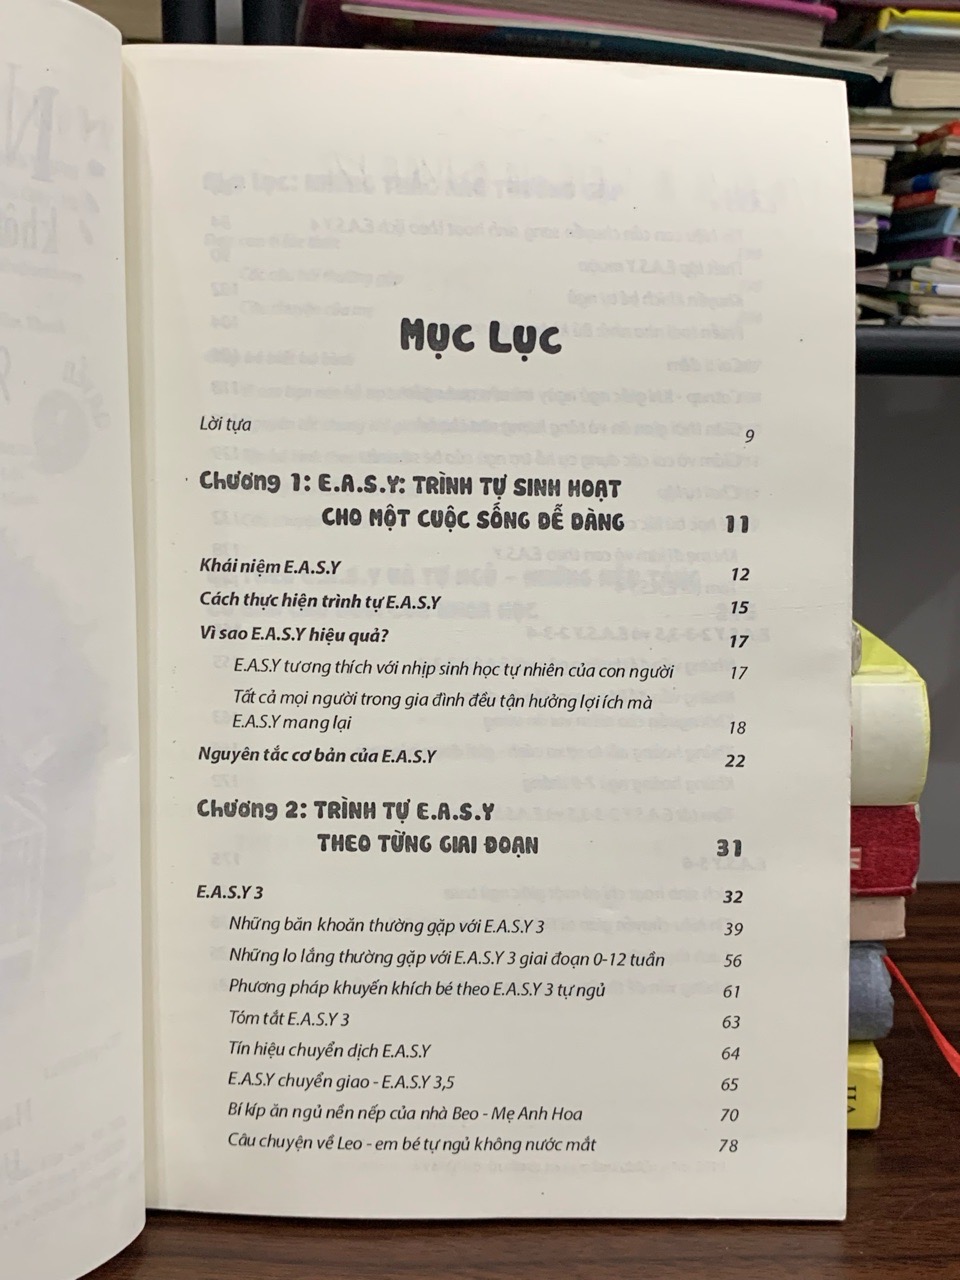 MỤC LỤC
Lời tựa 9
Chương 1: E.A.S.Y: TRÌNH TỰ SINH HOẠT
CHO MỘT CUỘC SỐNG DỄ DÀNG 11
Khái niệm E.A.S.Y 12
Cách thực hiện trình tự E.A.S.Y 15
Vì sao E.A.S.Y hiệu quả? 17
E.A.S.Y tương thích với nhịp sinh học tự nhiên của con người 17
Tất cả mọi người trong gia đình đều tận hưởng lợi ích mà
E.A.S.Y mang lại 18
Nguyên tắc cơ bản của E.A.S.Y 22
Chương 2: TRÌNH TỰ E.A.S.Y
THEO TỪNG GIAI ĐOẠN 31
E.A.S.Y 3 32
Những băn khoăn thường gặp với E.A.S.Y 3 39
Những lo lắng thường gặp với E.A.S.Y 3 giai đoạn 0-12 tuần 56
Phương pháp khuyến khích bé theo E.A.S.Y 3 tự ngủ 61
Tóm tắt E.A.S.Y 3 63
Tín hiệu chuyển dịch E.A.S.Y 64
E.A.S.Y chuyển giao - E.A.S.Y 3,5 65
Bí kíp ăn ngủ nền nếp của nhà Beo - Mẹ Anh Hoa 70
Câu chuyện về Leo - em bé tự ngủ không nước mắt 78
VII